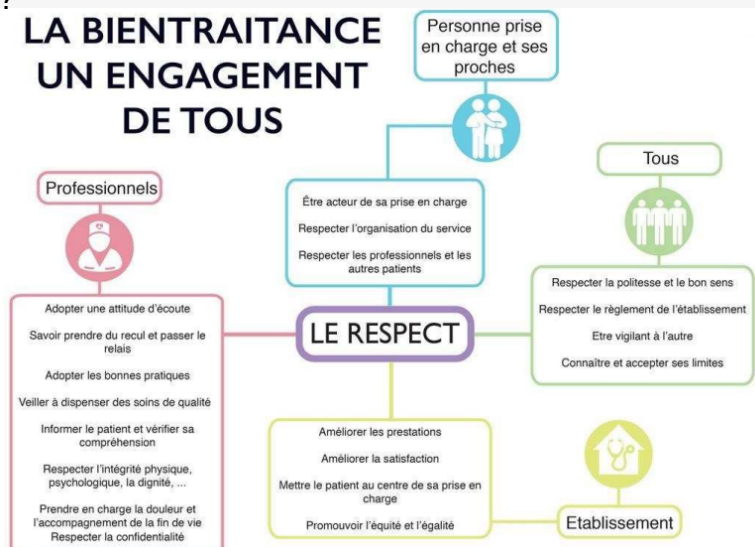 ?
LA BIENTRAITANCE
UN ENGAGEMENT
DE TOUS
Personne prise
en charge et ses
proches
Être acteur de sa prise en charge
Respecter l'organisation du service
Respecter les professionnels et les
autres patients
Tous
Respecter la politesse et le bon sens
Respecter le règlement de l'établissement
Etre vigilant à l'autre
Connaître et accepter ses limites
Professionnels
Adopter une attitude d'écoute
Savoir prendre du recul et passer le
relais
Adopter les bonnes pratiques
Veiller à dispenser des soins de qualité
Informer le patient et vérifier sa
compréhension
Respecter l'intégrité physique,
psychologique, la dignité, ...
Prendre en charge la douleur et
l'accompagnement de la fin de vie
Respecter la confidentialité
LE RESPECT
Améliorer les prestations
Améliorer la satisfaction
Mettre le patient au centre de sa prise en
charge
Promouvoir l'équité et l'égalité
Etablissement